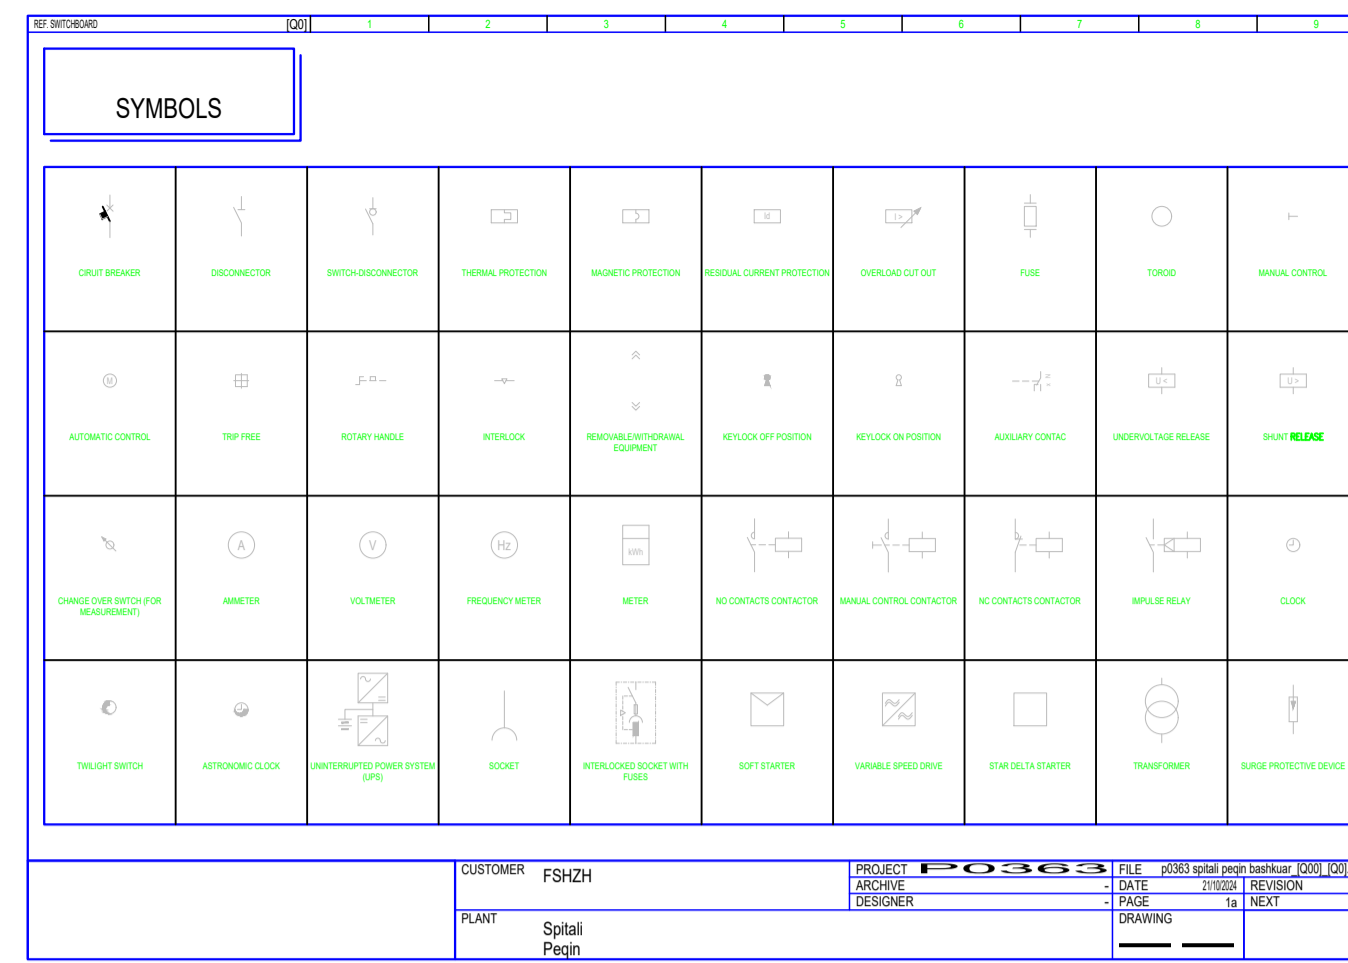 REF. SWITCHBOARD [Q0] 1 2 3 4 5 6 7 8 9
SYMBOLS
Id I >
CIRUIT BREAKER DISCONNECTOR SWITCH-DISCONNECTOR THERMAL PROTECTION MAGNETIC PROTECTION RESIDUAL CURRENT PROTECTION OVERLOAD CUT OUT FUSE TOROID MANUAL CONTROL
M U < U >
AUTOMATIC CONTROL TRIP FREE ROTARY HANDLE INTERLOCK REMOVABLE/WITHDRAWAL KEYLOCK OFF POSITION KEYLOCK ON POSITION AUXILIARY CONTAC UNDERVOLTAGE RELEASE SHUNT RELEASE
EQUIPMENT
A V Hz kWh
CHANGE OVER SWTCH (FOR AMMETER VOLTMETER FREQUENCY METER METER NO CONTACTS CONTACTOR MANUAL CONTROL CONTACTOR NC CONTACTS CONTACTOR IMPULSE RELAY CLOCK
MEASUREMENT)
TWILIGHT SWITCH ASTRONOMIC CLOCK UNINTERRUPTED POWER SYSTEM SOCKET INTERLOCKED SOCKET WITH SOFT STARTER VARIABLE SPEED DRIVE STAR DELTA STARTER TRANSFORMER SURGE PROTECTIVE DEVICE
(UPS) FUSES
CUSTOMER FSHZH PROJECT P0363 FILE p0363 spitali peqin bashkuar_[Q00]_[Q0]
ARCHIVE - DATE 21/10/2024 REVISION
DESIGNER - PAGE 1a NEXT
PLANT Spitali DRAWING
Peqin